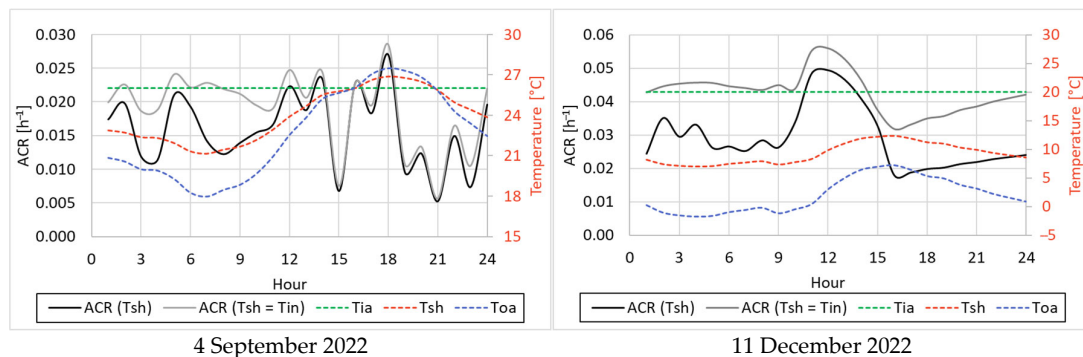 0.030
0.025
0.020
0.015
0.010
0.005
0.000
ACR [h⁻¹]
30
27
24
21
18
15
Temperature [°C]
0 3 6 9 12 15 18 21 24
Hour
ACR (Tsh) ACR (Tsh = Tin) Tia Tsh Toa
4 September 2022
0.06
0.05
0.04
0.03
0.02
0.01
0.00
ACR [h⁻¹]
30
25
20
15
10
5
0
−5
Temperature [°C]
0 3 6 9 12 15 18 21 24
Hour
ACR (Tsh) ACR (Tsh = Tin) Tia Tsh Toa
11 December 2022